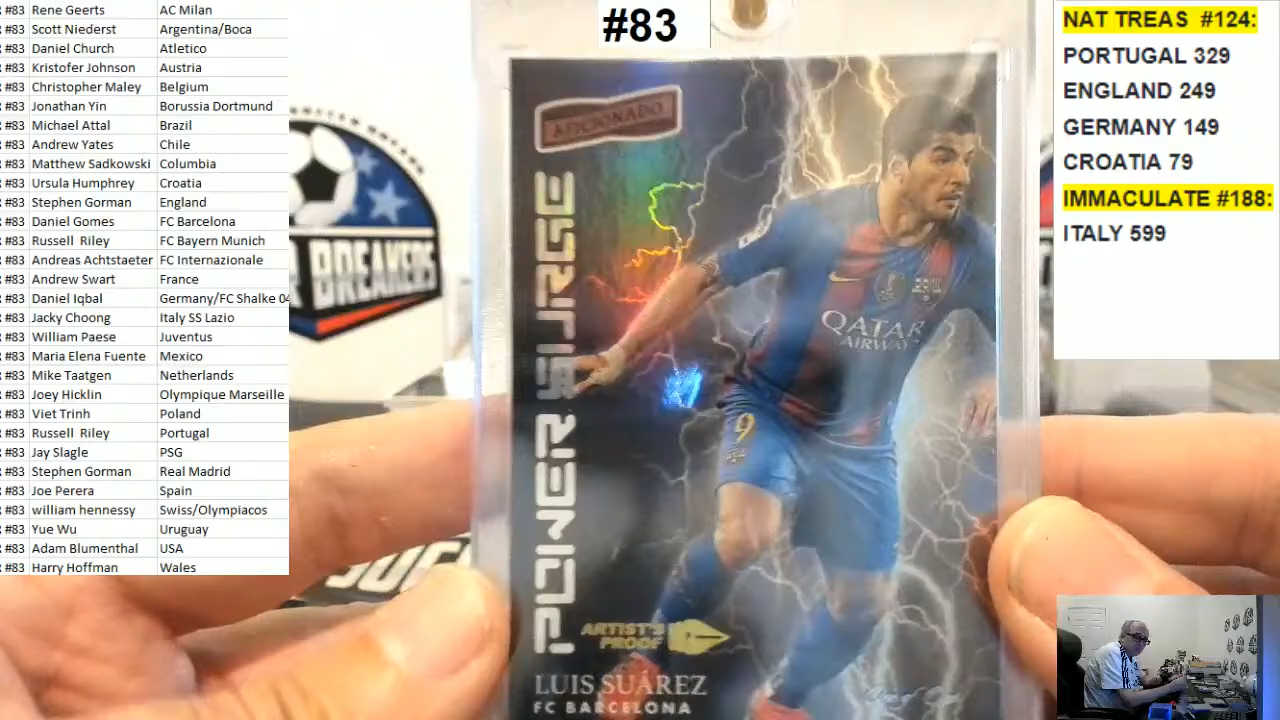 #83 Rene Geerts AC Milan
#83 Scott Niederst Argentina/Boca
#83 Daniel Church Atletico
#83 Kristofer Johnson Austria
#83 Christopher Maley Belgium
#83 Jonathan Yin Borussia Dortmund
#83 Michael Attal Brazil
#83 Andrew Yates Chile
#83 Matthew Sadkowski Columbia
#83 Ursula Humphrey Croatia
#83 Stephen Gorman England
#83 Daniel Gomes FC Barcelona
#83 Russell Riley FC Bayern Munich
#83 Andreas Achtstaeter FC Internazionale
#83 Andrew Swart France
#83 Daniel Iqbal Germany/FC Shalke 04
#83 Jacky Choong Italy SS Lazio
#83 William Paese Juventus
#83 Maria Elena Fuente Mexico
#83 Mike Taatgen Netherlands
#83 Joey Hicklin Olympique Marseille
#83 Viet Trinh Poland
#83 Russell Riley Portugal
#83 Jay Slagle PSG
#83 Stephen Gorman Real Madrid
#83 Joe Perera Spain
#83 william hennessy Swiss/Olympiacos
#83 Yue Wu Uruguay
#83 Adam Blumenthal USA
#83 Harry Hoffman Wales
#83
AFICIONADO
POWER SURGE
QATAR
AIRWAYS
9
ARTIST'S
PROOF
LUIS SUÁREZ
FC BARCELONA
BREAKERS
NAT TREAS #124:
PORTUGAL 329
ENGLAND 249
GERMANY 149
CROATIA 79
IMMACULATE #188:
ITALY 599